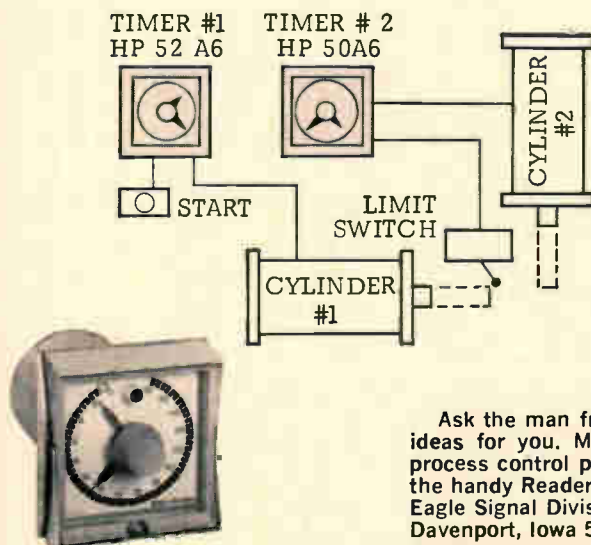 TIMER #1
HP 52 A6
TIMER # 2
HP 50A6
START
LIMIT
SWITCH
CYLINDER
#1
CYLINDER
#2
Ask the man
ideas for you. M
process control p
the handy Reader
Eagle Signal Divis
Davenport, Iowa 5